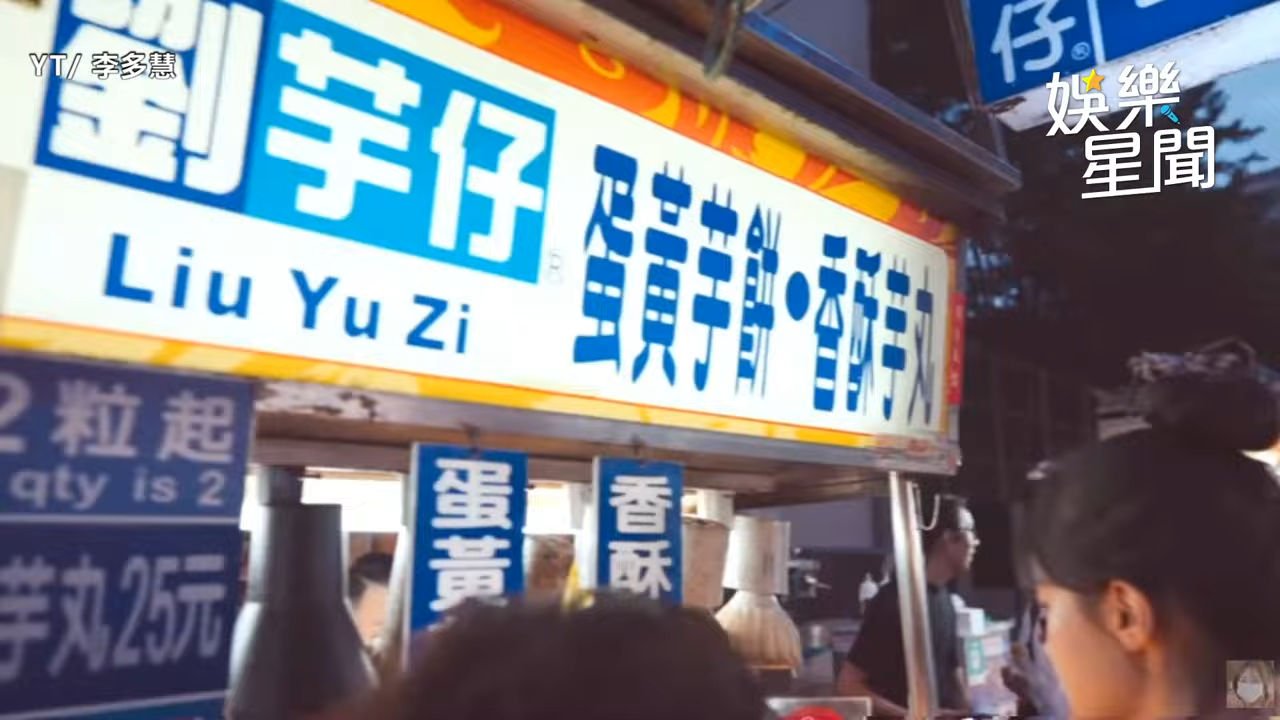 YT/ 李多慧
仔®
娛樂
星聞
劉芋仔®
Liu Yu Zi
蛋黃芋餅•香酥芋丸
2粒起
qty is 2
芋丸25元
蛋黃
香酥